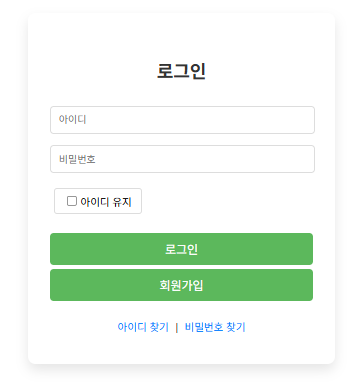 로그인
아이디
비밀번호
아이디 유지
로그인
회원가입
아이디 찾기 | 비밀번호 찾기